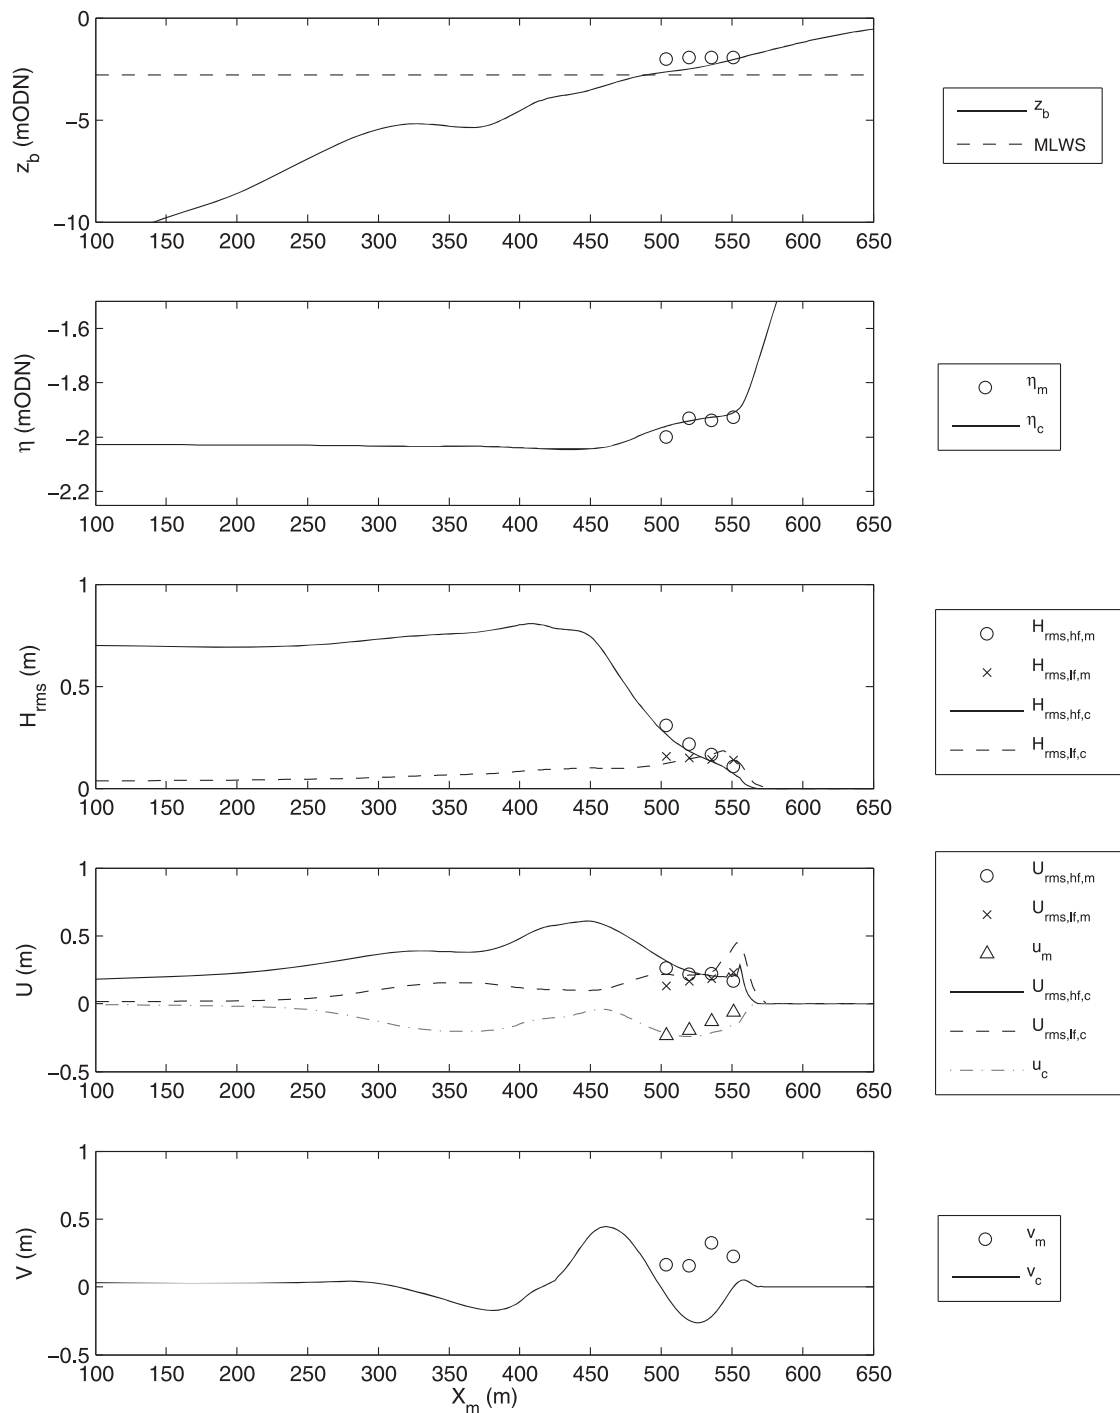 0
−5
−10
z_b (mODN)
100 150 200 250 300 350 400 450 500 550 600 650
z_b
MLWS
−1.6
−1.8
−2
−2.2
η (mODN)
100 150 200 250 300 350 400 450 500 550 600 650
η_m
η_c
1
0.5
0
H_rms (m)
100 150 200 250 300 350 400 450 500 550 600 650
H_rms,hf,m
H_rms,lf,m
H_rms,hf,c
H_rms,lf,c
1
0.5
0
−0.5
U (m)
100 150 200 250 300 350 400 450 500 550 600 650
U_rms,hf,m
U_rms,lf,m
u_m
U_rms,hf,c
U_rms,lf,c
u_c
1
0.5
0
−0.5
V (m)
100 150 200 250 300 350 400 450 500 550 600 650
X_m (m)
v_m
v_c